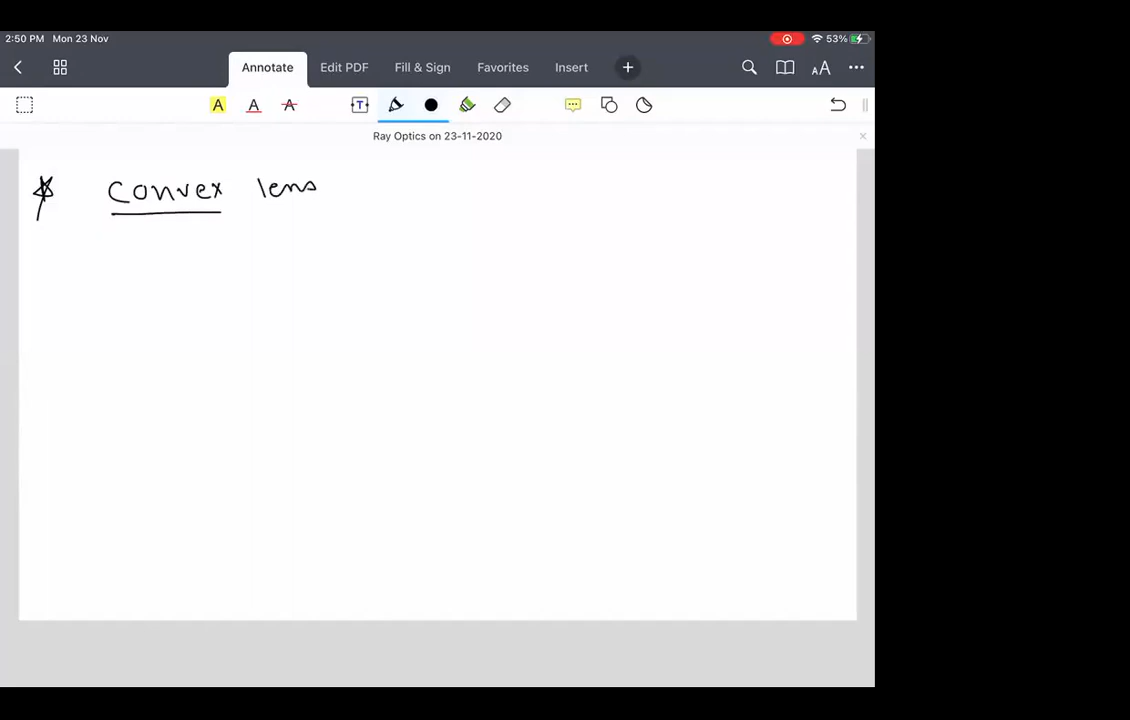 2:50 PM Mon 23 Nov 53%
Annotate Edit PDF Fill & Sign Favorites Insert AA
A A A T
Ray Optics on 23-11-2020
Convex lens